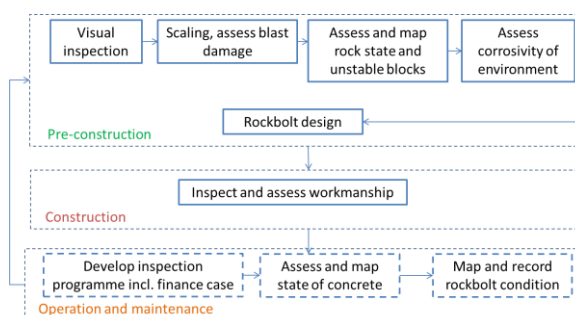 Visual
inspection
Scaling, assess blast
damage
Assess and map
rock state and
unstable blocks
Assess
corrosivity of
environment
Rockbolt design
Pre-construction
Inspect and assess workmanship
Construction
Develop inspection
programme incl. finance case
Assess and map
state of concrete
Map and record
rockbolt condition
Operation and maintenance